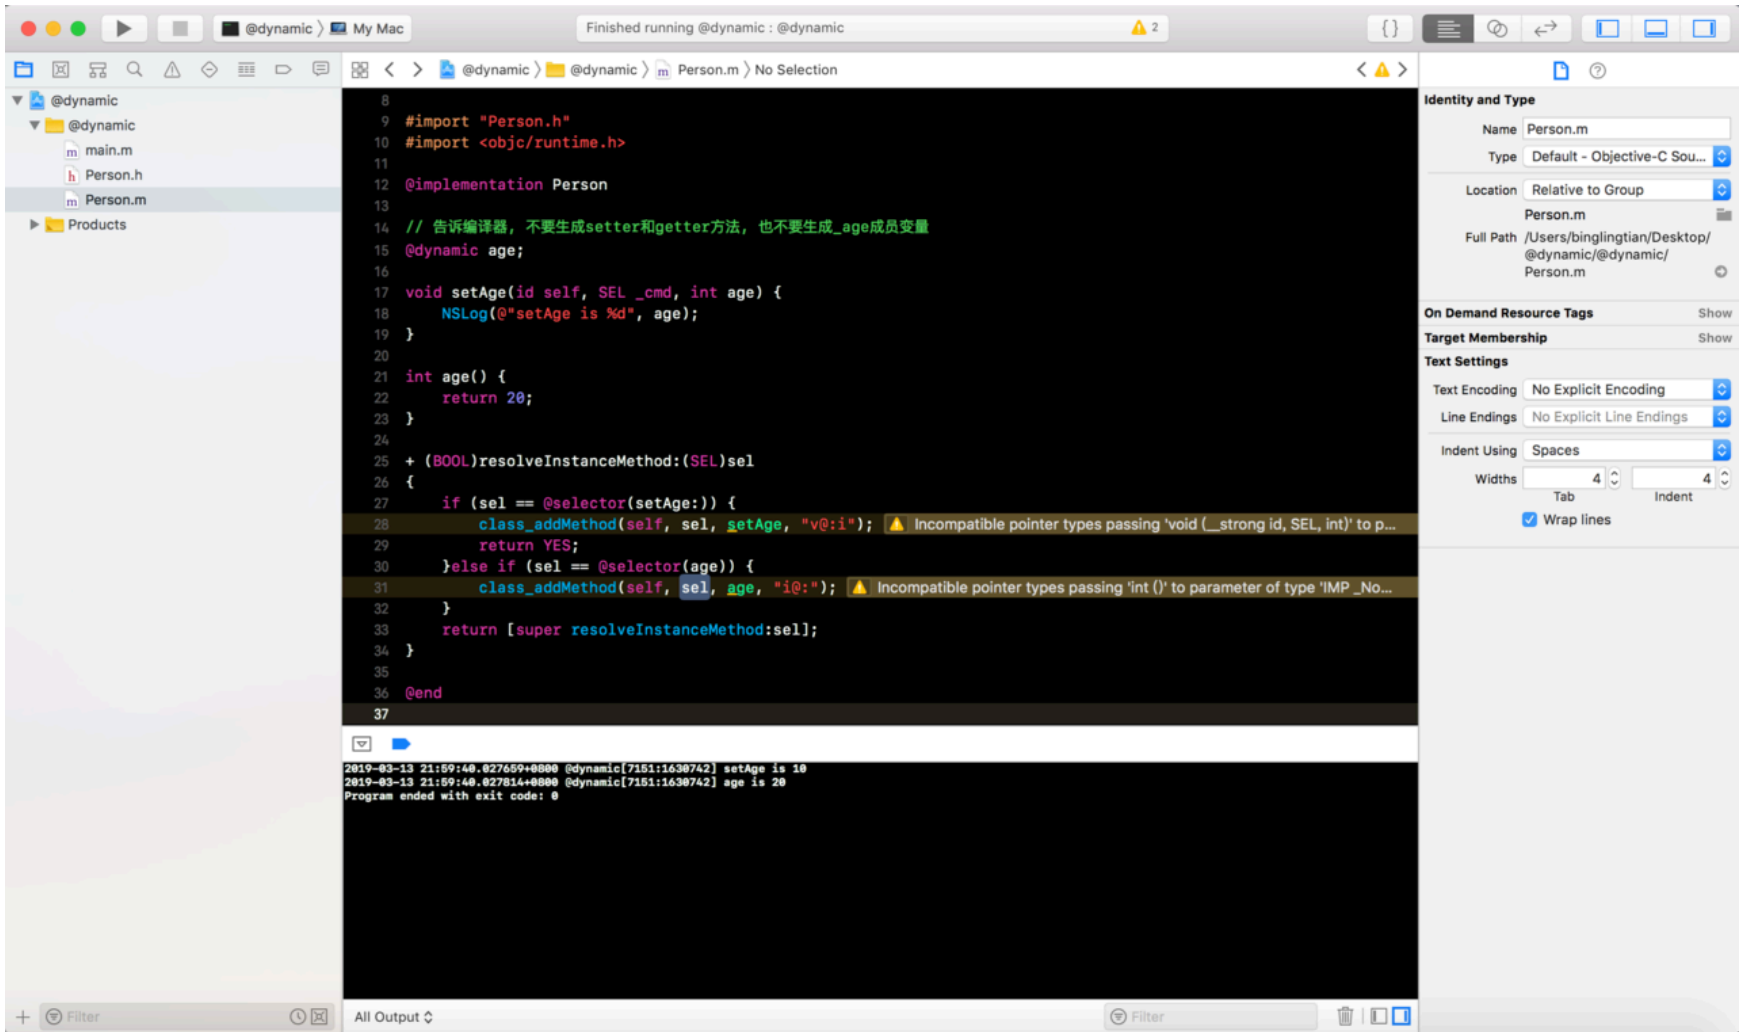 @dynamic 〉 My Mac
Finished running @dynamic : @dynamic
2
{ }
@dynamic 〉 @dynamic 〉 m Person.m 〉 No Selection
@dynamic
@dynamic
m main.m
h Person.h
m Person.m
Products
8
9 #import "Person.h"
10 #import <objc/runtime.h>
11
12 @implementation Person
13
14 // 告诉编译器, 不要生成setter和getter方法, 也不要生成_age成员变量
15 @dynamic age;
16
17 void setAge(id self, SEL _cmd, int age) {
18 NSLog(@"setAge is %d", age);
19 }
20
21 int age() {
22 return 20;
23 }
24
25 + (BOOL)resolveInstanceMethod:(SEL)sel
26 {
27 if (sel == @selector(setAge:)) {
28 class_addMethod(self, sel, setAge, "v@:i"); Incompatible pointer types passing 'void (__strong id, SEL, int)' to p...
29 return YES;
30 }else if (sel == @selector(age)) {
31 class_addMethod(self, sel, age, "i@:"); Incompatible pointer types passing 'int ()' to parameter of type 'IMP _No...
32 }
33 return [super resolveInstanceMethod:sel];
34 }
35
36 @end
37
2019-03-13 21:59:40.027659+0800 @dynamic[7151:1630742] setAge is 10
2019-03-13 21:59:40.027814+0800 @dynamic[7151:1630742] age is 20
Program ended with exit code: 0
Filter
All Output
Filter
Identity and Type
Name Person.m
Type Default - Objective-C Sou...
Location Relative to Group
Person.m
Full Path /Users/binglingtian/Desktop/
@dynamic/@dynamic/
Person.m
On Demand Resource Tags Show
Target Membership Show
Text Settings
Text Encoding No Explicit Encoding
Line Endings No Explicit Line Endings
Indent Using Spaces
Widths 4 4
Tab Indent
Wrap lines